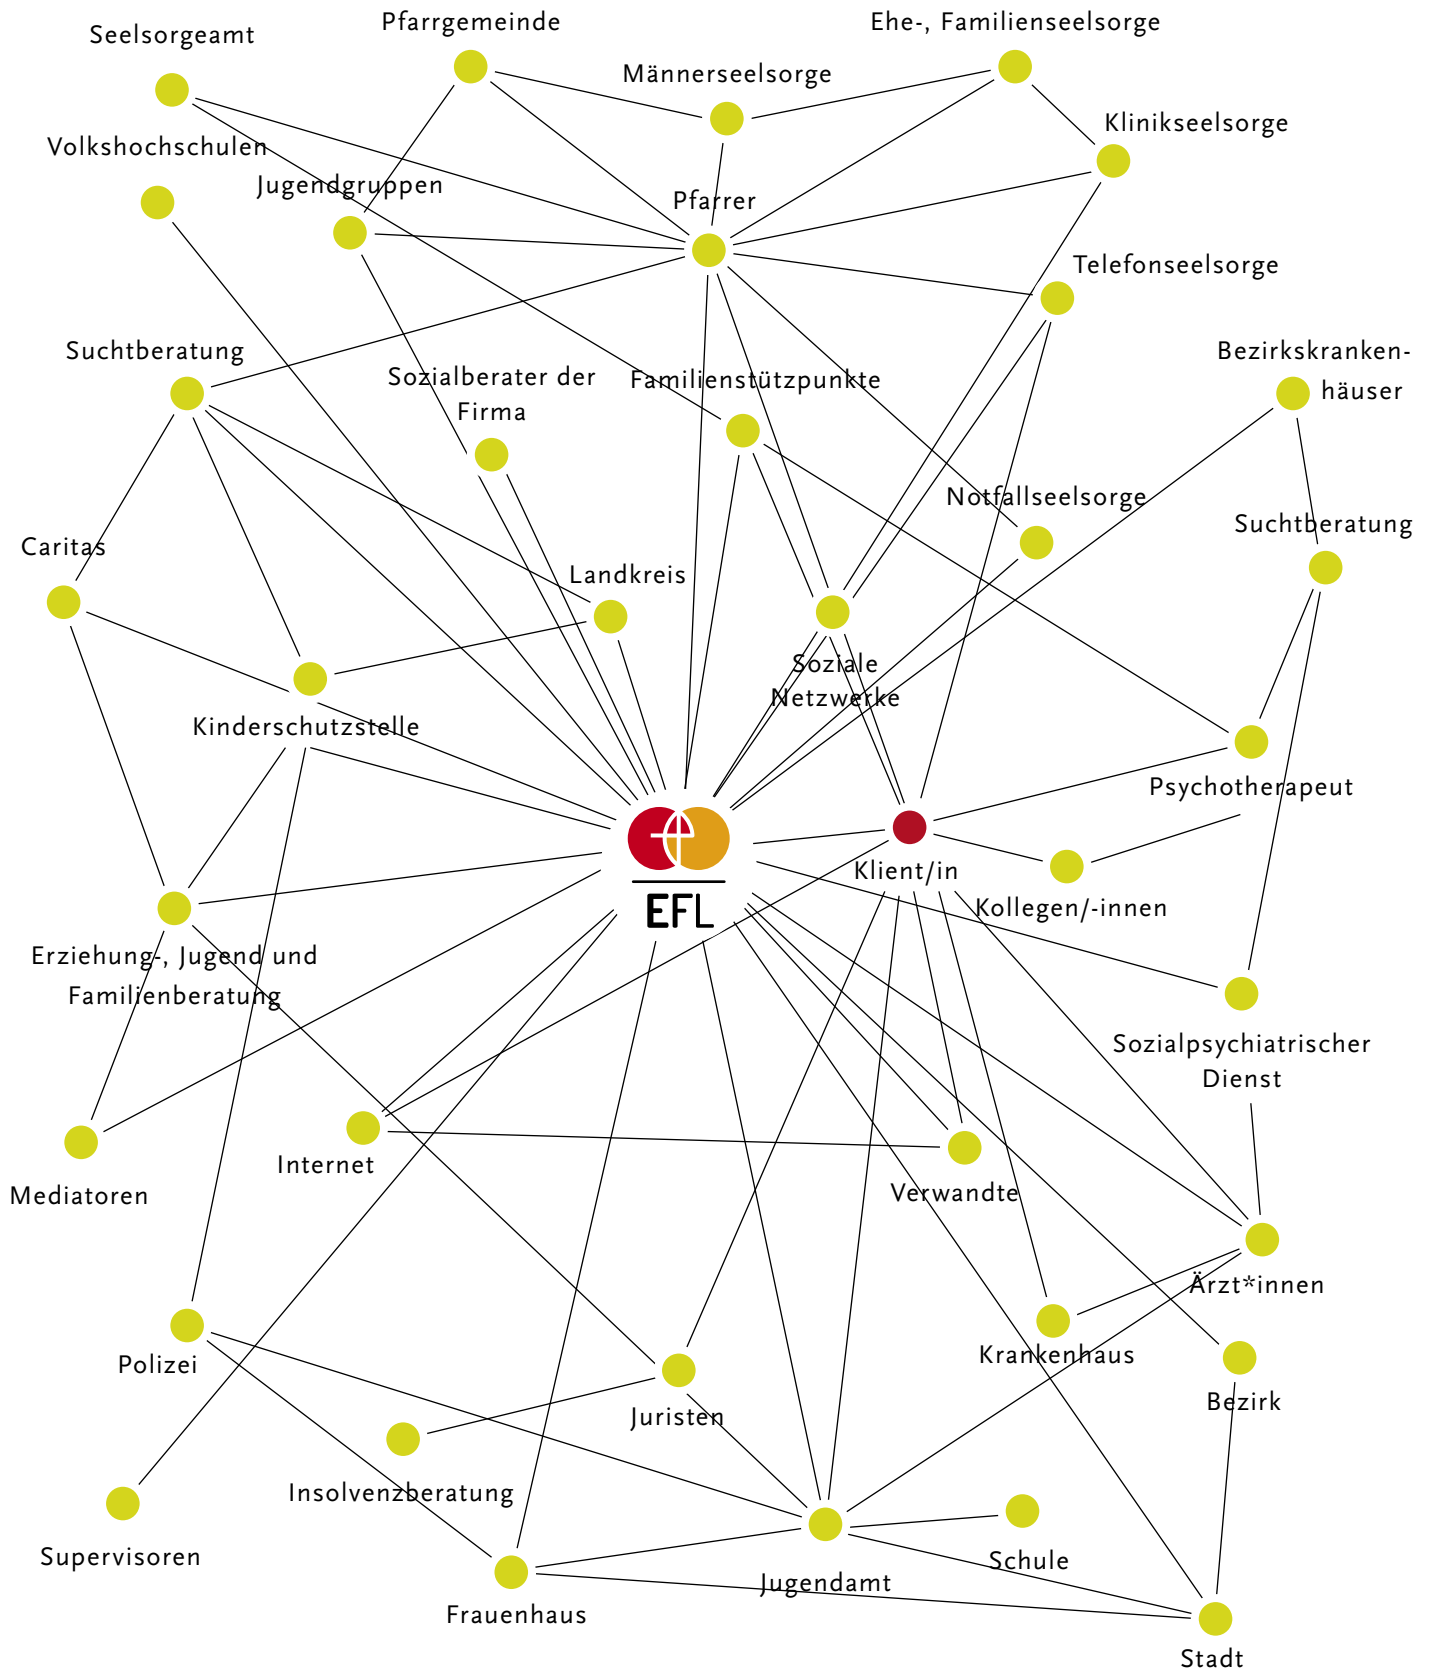 Pfarrgemeinde
Ehe-, Familienseelsorge
Seelsorgeamt
Männerseelsorge
Klinikseelsorge
Volkshochschulen
Jugendgruppen
Pfarrer
Telefonseelsorge
Suchtberatung
Bezirkskranken-
häuser
Sozialberater der
Firma
Familienstützpunkte
Notfallseelsorge
Suchtberatung
Caritas
Landkreis
Soziale
Netzwerke
Kinderschutzstelle
Psychotherapeut
Klient/in
EFL
Kollegen/-innen
Erziehung-, Jugend und
Familienberatung
Sozialpsychiatrischer
Dienst
Internet
Mediatoren
Verwandte
Ärzt*innen
Krankenhaus
Polizei
Bezirk
Juristen
Insolvenzberatung
Supervisoren
Schule
Jugendamt
Frauenhaus
Stadt